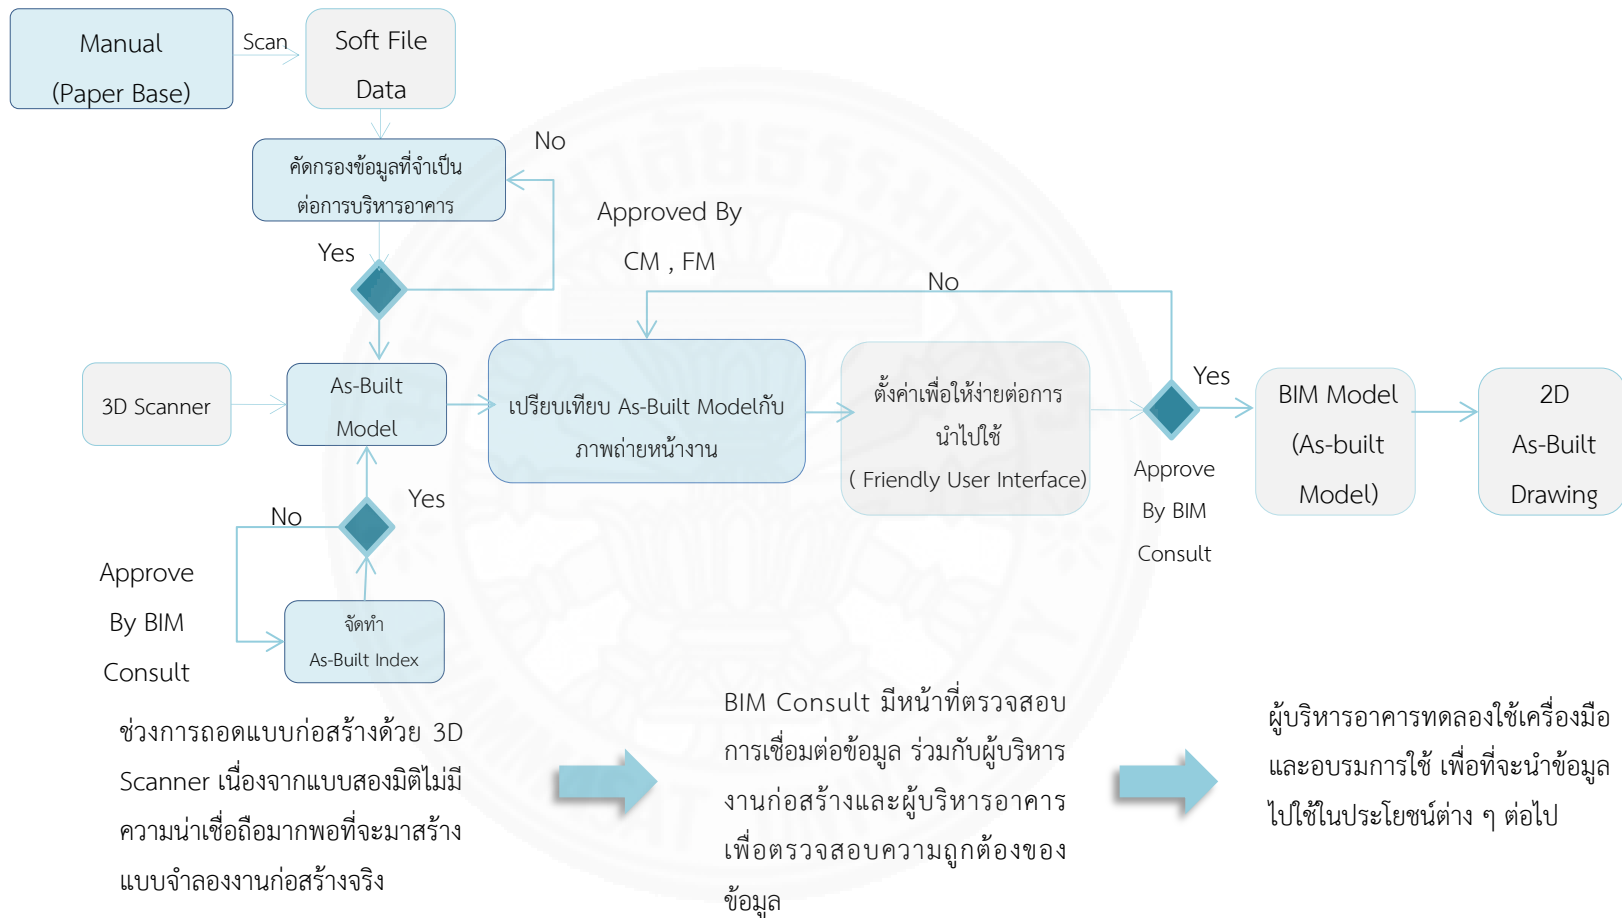 Manual
(Paper Base)
Scan
Soft File
Data
No
คัดกรองข้อมูลที่จำเป็น
ต่อการบริหารอาคาร
Yes
Approved By
CM , FM
No
3D Scanner
As-Built
Model
เปรียบเทียบ As-Built Modelกับ
ภาพถ่ายหน้างาน
ตั้งค่าเพื่อให้ง่ายต่อการ
นำไปใช้
( Friendly User Interface)
Yes
Approve
By BIM
Consult
BIM Model
(As-built
Model)
2D
As-Built
Drawing
Yes
No
Approve
By BIM
Consult
จัดทำ
As-Built Index
ช่วงการถอดแบบก่อสร้างด้วย 3D
Scanner เนื่องจากแบบสองมิติไม่มี
ความน่าเชื่อถือมากพอที่จะมาสร้าง
แบบจำลองงานก่อสร้างจริง
BIM Consult มีหน้าที่ตรวจสอบ
การเชื่อมต่อข้อมูล ร่วมกับผู้บริหาร
งานก่อสร้างและผู้บริหารอาคาร
เพื่อตรวจสอบความถูกต้องของ
ข้อมูล
ผู้บริหารอาคารทดลองใช้เครื่องมือ
และอบรมการใช้ เพื่อที่จะนำข้อมูล
ไปใช้ในประโยชน์ต่าง ๆ ต่อไป